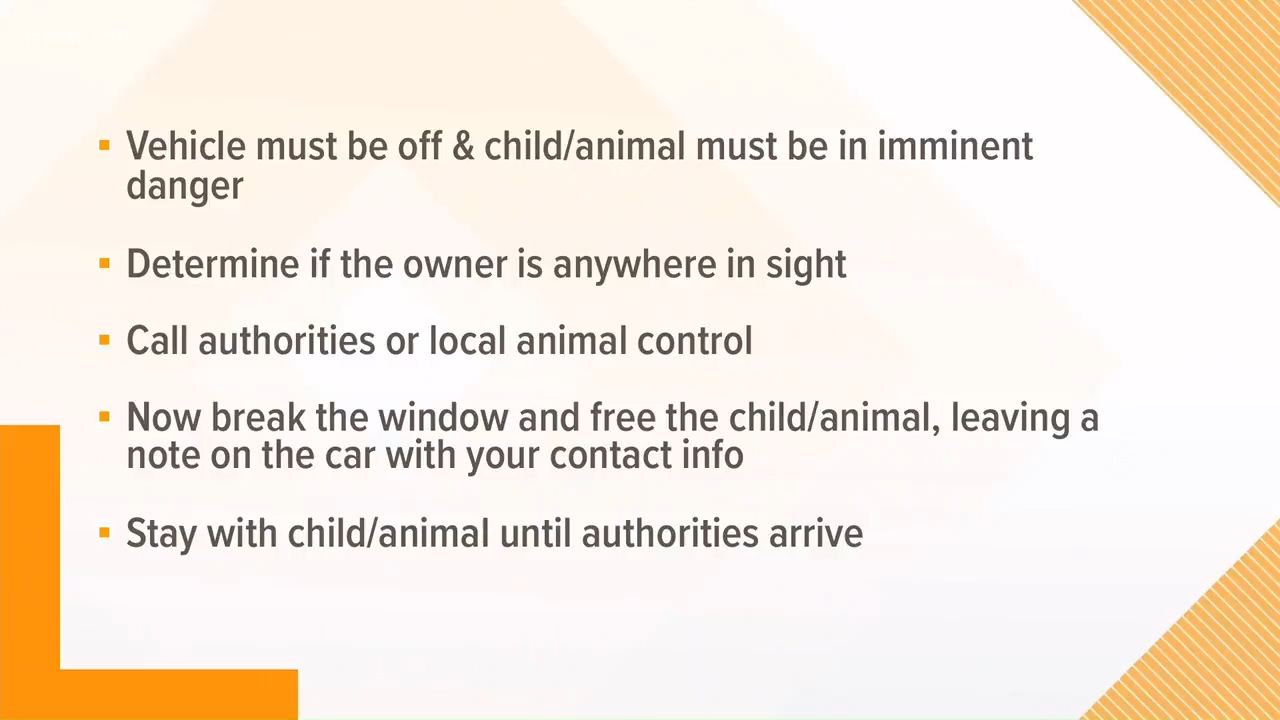 ▪ Vehicle must be off & child/animal must be in imminent
danger
▪ Determine if the owner is anywhere in sight
▪ Call authorities or local animal control
▪ Now break the window and free the child/animal, leaving a
note on the car with your contact info
▪ Stay with child/animal until authorities arrive